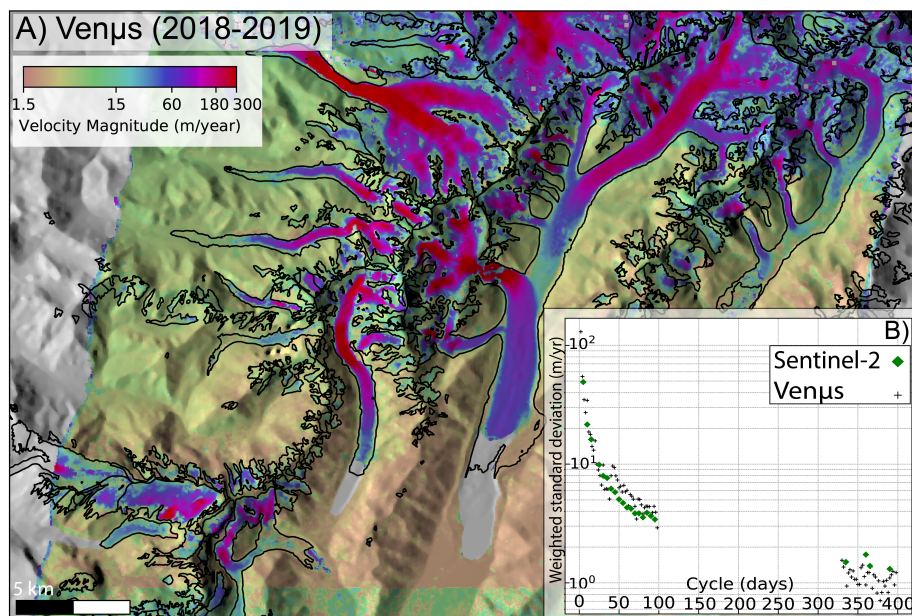 A) Venμs (2018-2019)
1.5 15 60 180 300
Velocity Magnitude (m/year)
5 km
B)
Sentinel-2
Venμs
Weighted standard deviation (m/yr)
10²
10¹
10⁰
Cycle (days)
0 50 100 150 200 250 300 350 400